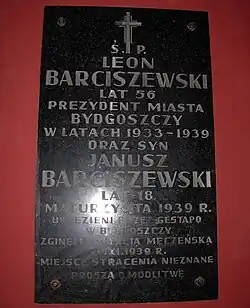 Ś. P.
LEON
BARCISZEWSKI
LAT 56
PREZYDENT MIASTA
BYDGOSZCZY
W LATACH 1933-1939
ORAZ SYN
JANUSZ
BARCISZEWSKI
LAT 18
MATURZYSTA 1939 R.
UWIĘZIENI PRZEZ GESTAPO
W BYDGOSZCZY
ZGINĘLI ŚMIERCIĄ MĘCZEŃSKĄ
XI.1939 R.
MIEJSCE STRACENIA NIEZNANE
PROSZĄ O MODLITWĘ